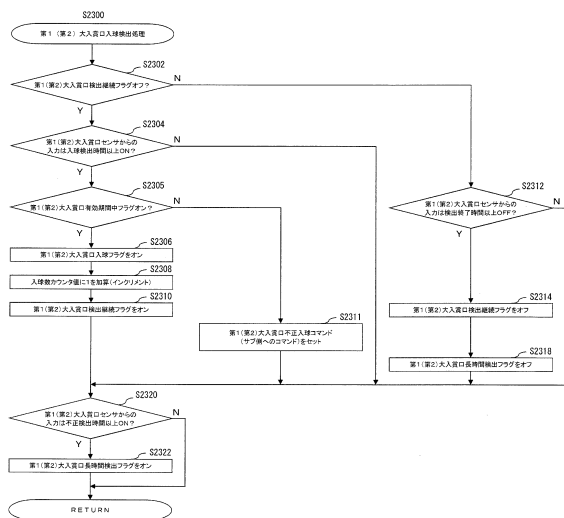 S2300
第1(第2)大入賞口入球検出処理
S2302
第1(第2)大入賞口検出継続フラグオフ?
N
Y
S2304
第1(第2)大入賞口センサからの
入力は入球検出時間以上ON?
N
Y
S2305
第1(第2)大入賞口有効期間中フラグオン?
N
Y
S2306
第1(第2)大入賞口入球フラグをオン
S2308
入球数カウンタ値に1を加算(インクリメント)
S2310
第1(第2)大入賞口検出継続フラグをオン
S2311
第1(第2)大入賞口不正入球コマンド
(サブ側へのコマンド)をセット
S2312
第1(第2)大入賞口センサからの
入力は検出終了時間以上OFF?
N
Y
S2314
第1(第2)大入賞口検出継続フラグをオフ
S2318
第1(第2)大入賞口長時間検出フラグをオフ
S2320
第1(第2)大入賞口センサからの
入力は不正検出時間以上ON?
N
Y
S2322
第1(第2)大入賞口長時間検出フラグをオン
RETURN